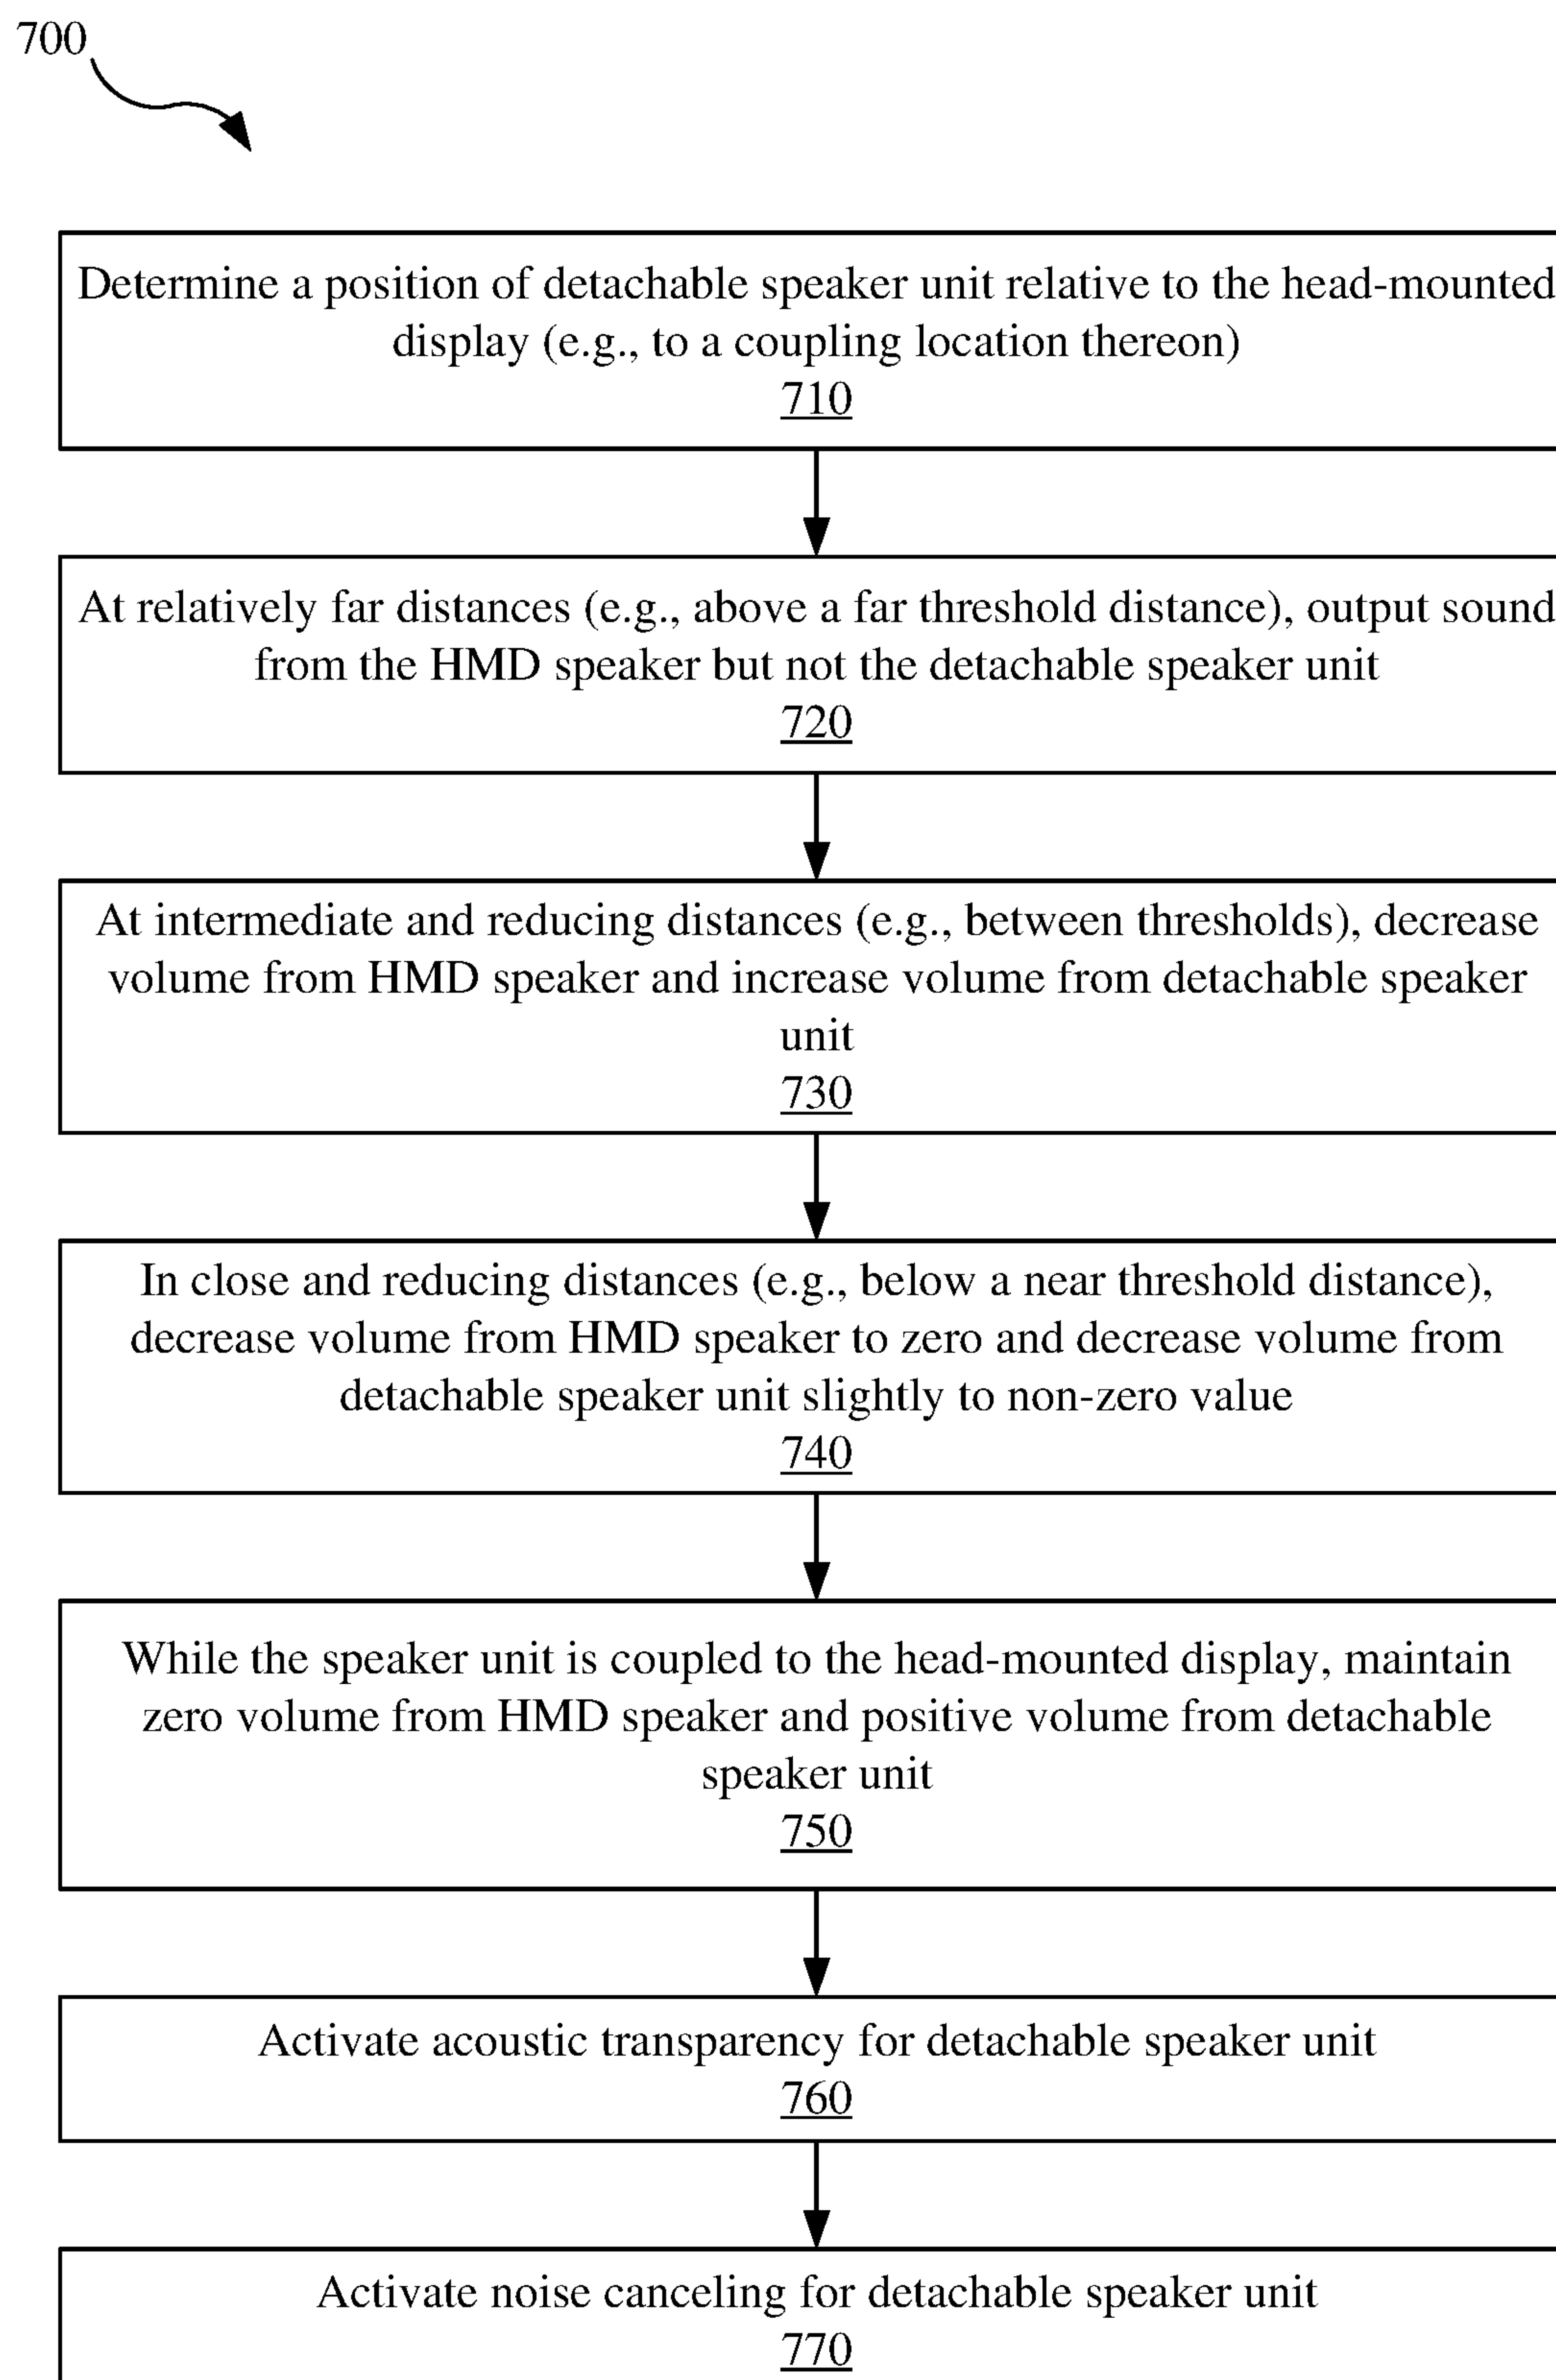 700
Determine a position of detachable speaker unit relative to the head-mounted
display (e.g., to a coupling location thereon)
710
At relatively far distances (e.g., above a far threshold distance), output sound
from the HMD speaker but not the detachable speaker unit
720
At intermediate and reducing distances (e.g., between thresholds), decrease
volume from HMD speaker and increase volume from detachable speaker
unit
730
In close and reducing distances (e.g., below a near threshold distance),
decrease volume from HMD speaker to zero and decrease volume from
detachable speaker unit slightly to non-zero value
740
While the speaker unit is coupled to the head-mounted display, maintain
zero volume from HMD speaker and positive volume from detachable
speaker unit
750
Activate acoustic transparency for detachable speaker unit
760
Activate noise canceling for detachable speaker unit
770